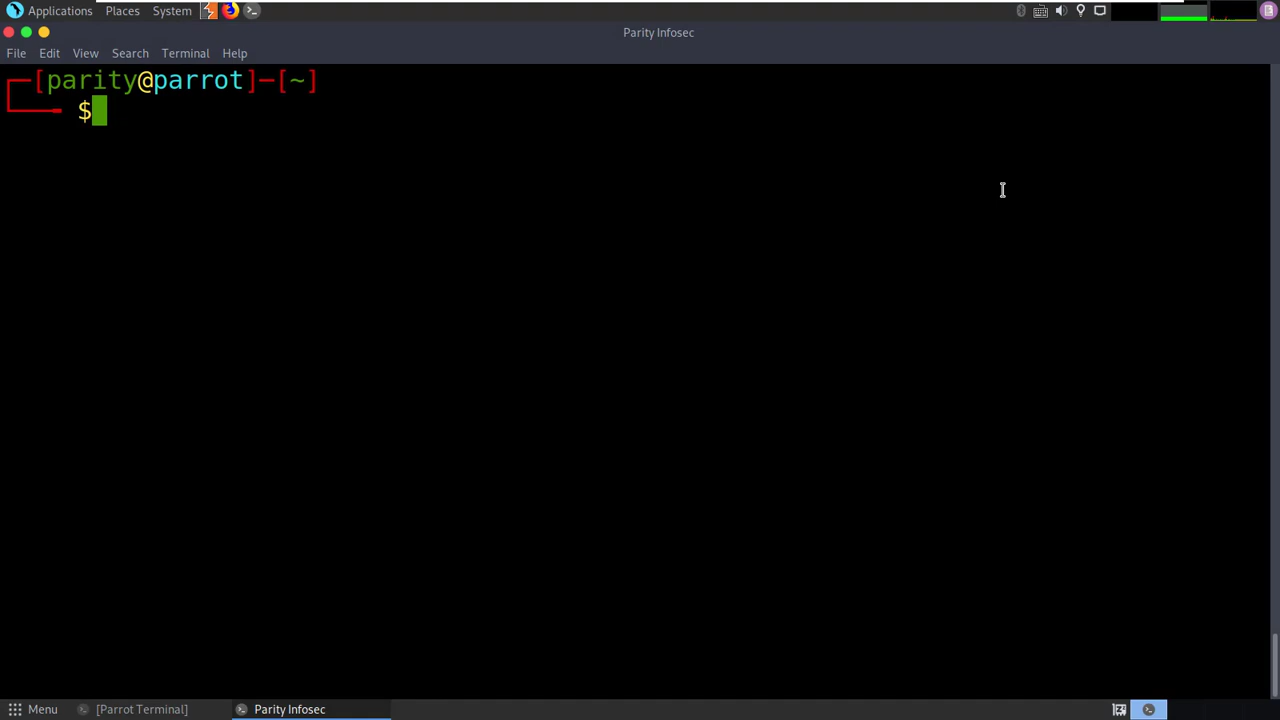 Applications Places System
Parity Infosec
File Edit View Search Terminal Help
[parity@parrot]─[~]
$
Menu [Parrot Terminal] Parity Infosec